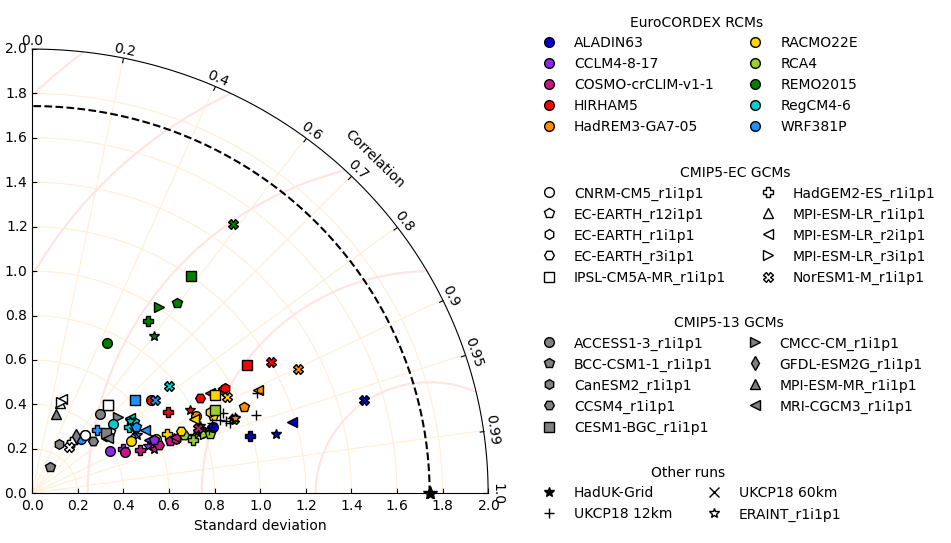 EuroCORDEX RCMs
ALADIN63
RACMO22E
CCLM4-8-17
RCA4
COSMO-crCLIM-v1-1
REMO2015
HIRHAM5
RegCM4-6
HadREM3-GA7-05
WRF381P
CMIP5-EC GCMs
CNRM-CM5_r1i1p1
HadGEM2-ES_r1i1p1
EC-EARTH_r12i1p1
MPI-ESM-LR_r1i1p1
EC-EARTH_r1i1p1
MPI-ESM-LR_r2i1p1
EC-EARTH_r3i1p1
MPI-ESM-LR_r3i1p1
IPSL-CM5A-MR_r1i1p1
NorESM1-M_r1i1p1
CMIP5-13 GCMs
ACCESS1-3_r1i1p1
CMCC-CM_r1i1p1
BCC-CSM1-1_r1i1p1
GFDL-ESM2G_r1i1p1
CanESM2_r1i1p1
MPI-ESM-MR_r1i1p1
CCSM4_r1i1p1
MRI-CGCM3_r1i1p1
CESM1-BGC_r1i1p1
Other runs
HadUK-Grid
UKCP18 60km
UKCP18 12km
ERAINT_r1i1p1
0.0
0.2
0.4
0.6
0.7
0.8
0.9
0.95
0.99
1.0
Correlation
2.0
1.8
1.6
1.4
1.2
1.0
0.8
0.6
0.4
0.2
0.0
0.0
0.2
0.4
0.6
0.8
1.0
1.2
1.4
1.6
1.8
2.0
Standard deviation